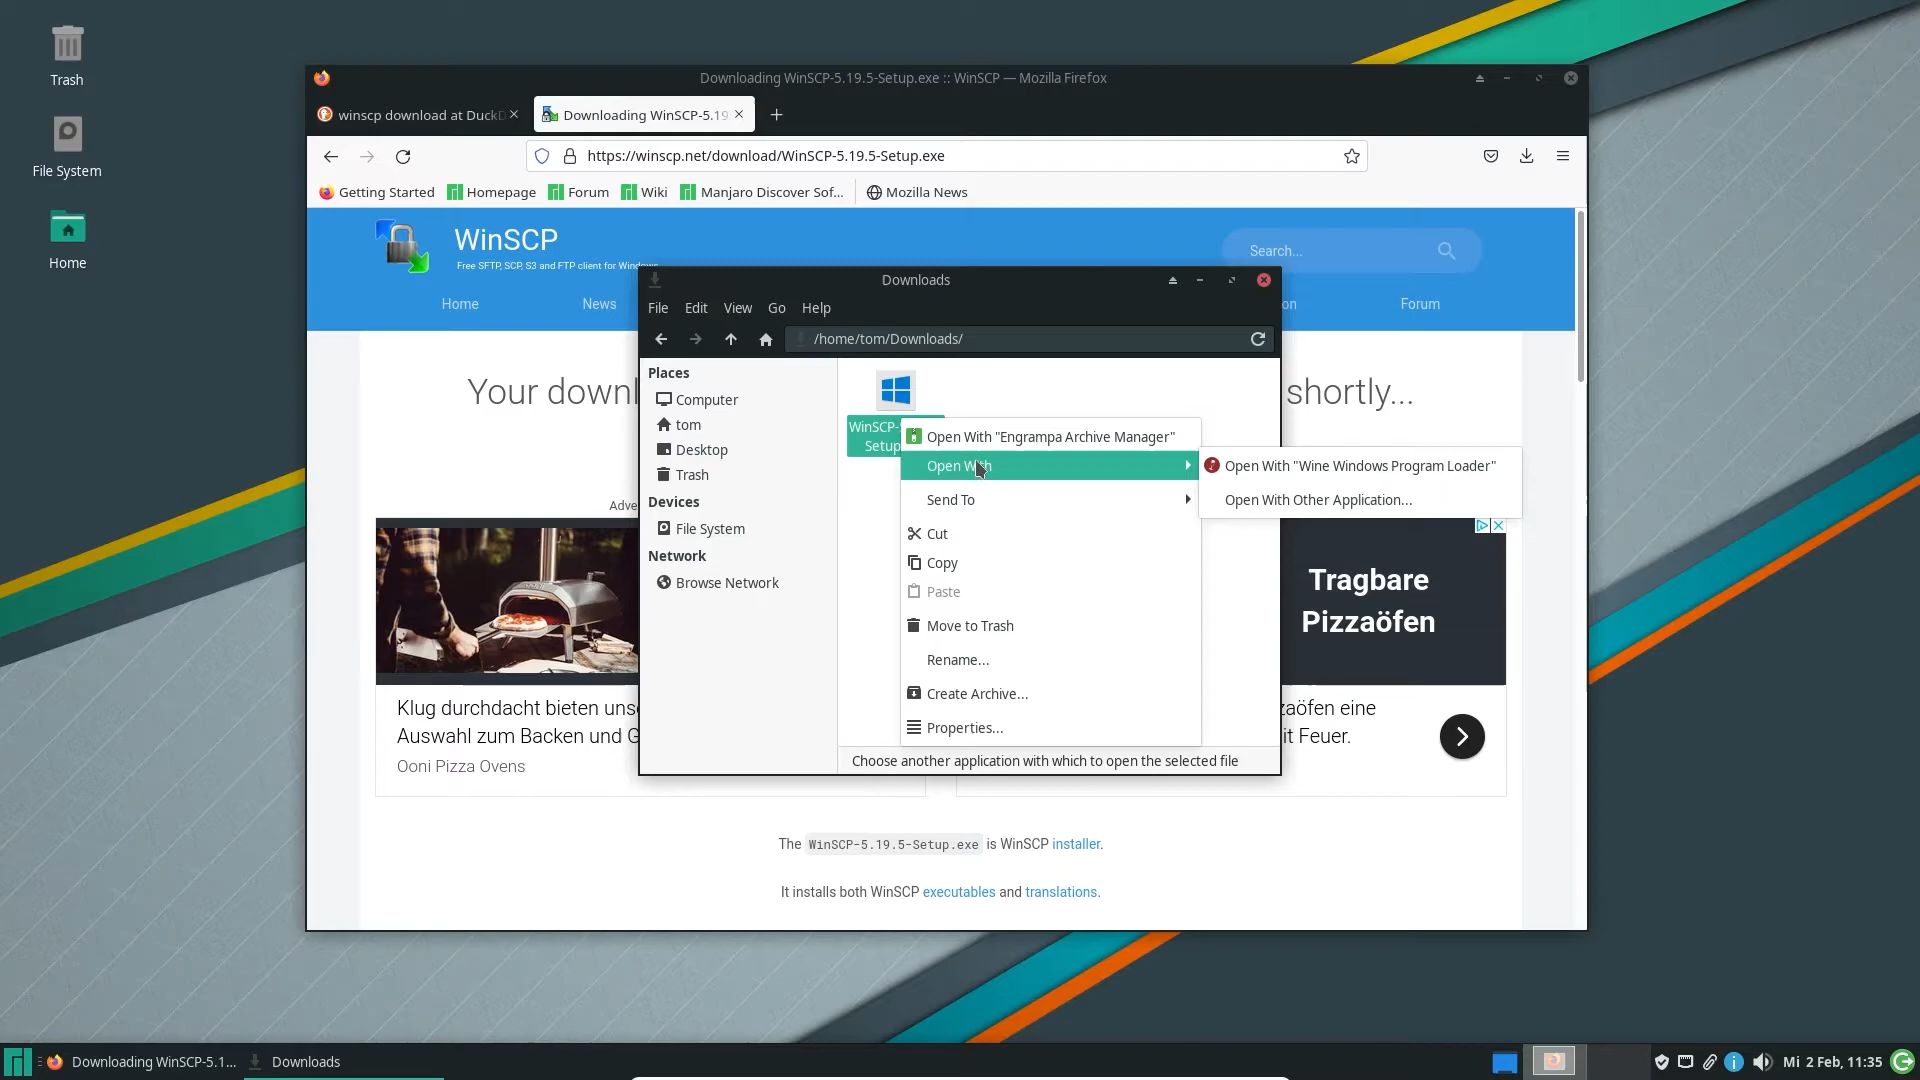 Trash
File System
Home
Downloading WinSCP-5.19.5-Setup.exe :: WinSCP — Mozilla Firefox
winscp download at DuckD
Downloading WinSCP-5.19
https://winscp.net/download/WinSCP-5.19.5-Setup.exe
Getting Started
Homepage
Forum
Wiki
Manjaro Discover Sof...
Mozilla News
WinSCP
Free SFTP, SCP, S3 and FTP client for Windows
Search...
Home
News
on
Forum
Your downl
shortly...
Adve
Downloads
File Edit View Go Help
/home/tom/Downloads/
Places
Computer
tom
Desktop
Trash
Devices
File System
Network
Browse Network
WinSCP-
Setup
Open With "Engrampa Archive Manager"
Open With
Send To
Cut
Copy
Paste
Move to Trash
Rename...
Create Archive...
Properties...
Open With "Wine Windows Program Loader"
Open With Other Application...
Choose another application with which to open the selected file
Klug durchdacht bieten uns
Auswahl zum Backen und G
Ooni Pizza Ovens
Tragbare
Pizzaöfen
zaöfen eine
it Feuer.
The WinSCP-5.19.5-Setup.exe is WinSCP installer.
It installs both WinSCP executables and translations.
Downloading WinSCP-5.1...
Downloads
Mi 2 Feb, 11:35